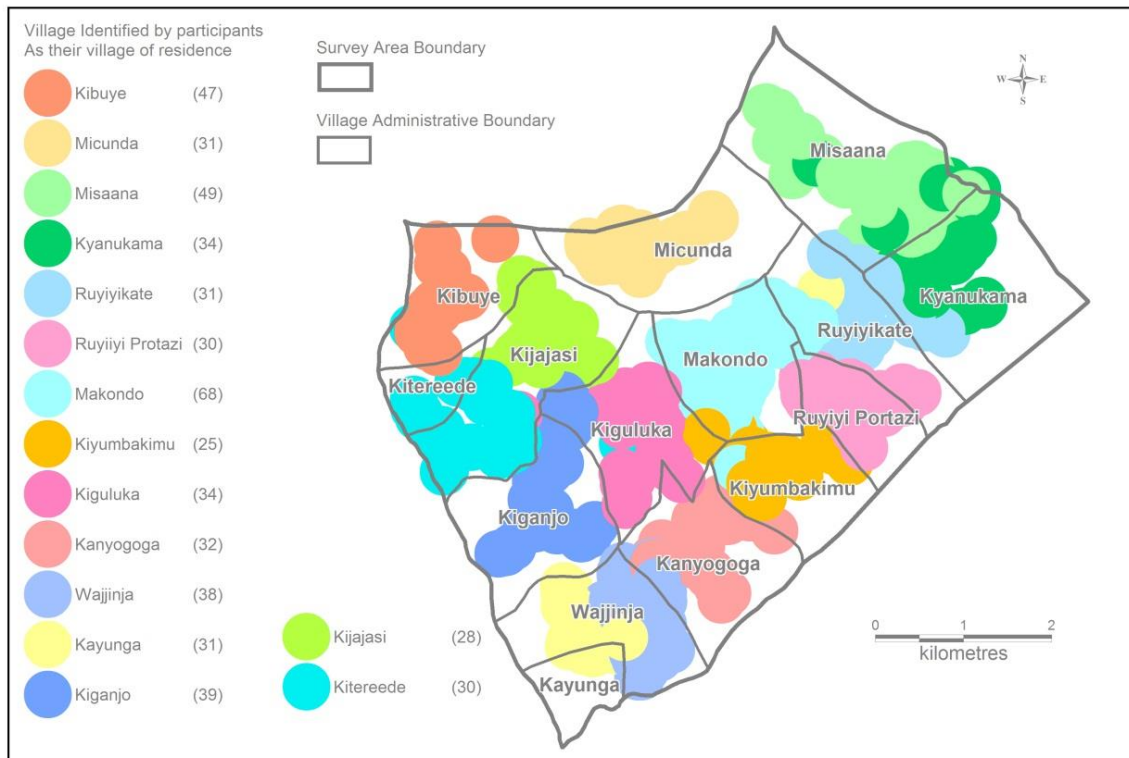 Village Identified by participants
As their village of residence
Kibuye (47)
Micunda (31)
Misaana (49)
Kyanukama (34)
Ruyiyikate (31)
Ruyiiyi Protazi (30)
Makondo (68)
Kiyumbakimu (25)
Kiguluka (34)
Kanyogoga (32)
Wajjinja (38)
Kayunga (31)
Kiganjo (39)
Kijajasi (28)
Kitereede (30)
Survey Area Boundary
Village Administrative Boundary
N
W E
S
Misaana
Micunda
Kibuye
Kyanukama
Ruyiyikate
Kijajasi
Makondo
Kitereede
Ruyiyi Portazi
Kiguluka
Kiyumbakimu
Kiganjo
Kanyogoga
Wajjinja
Kayunga
0 1 2
kilometres